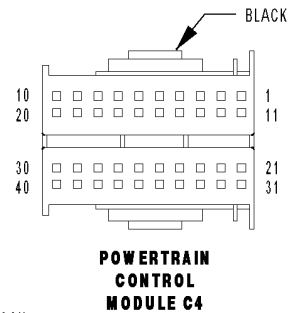 BLACK
10 1
20 11
30 21
40 31
POWERTRAIN
CONTROL
MODULE C4